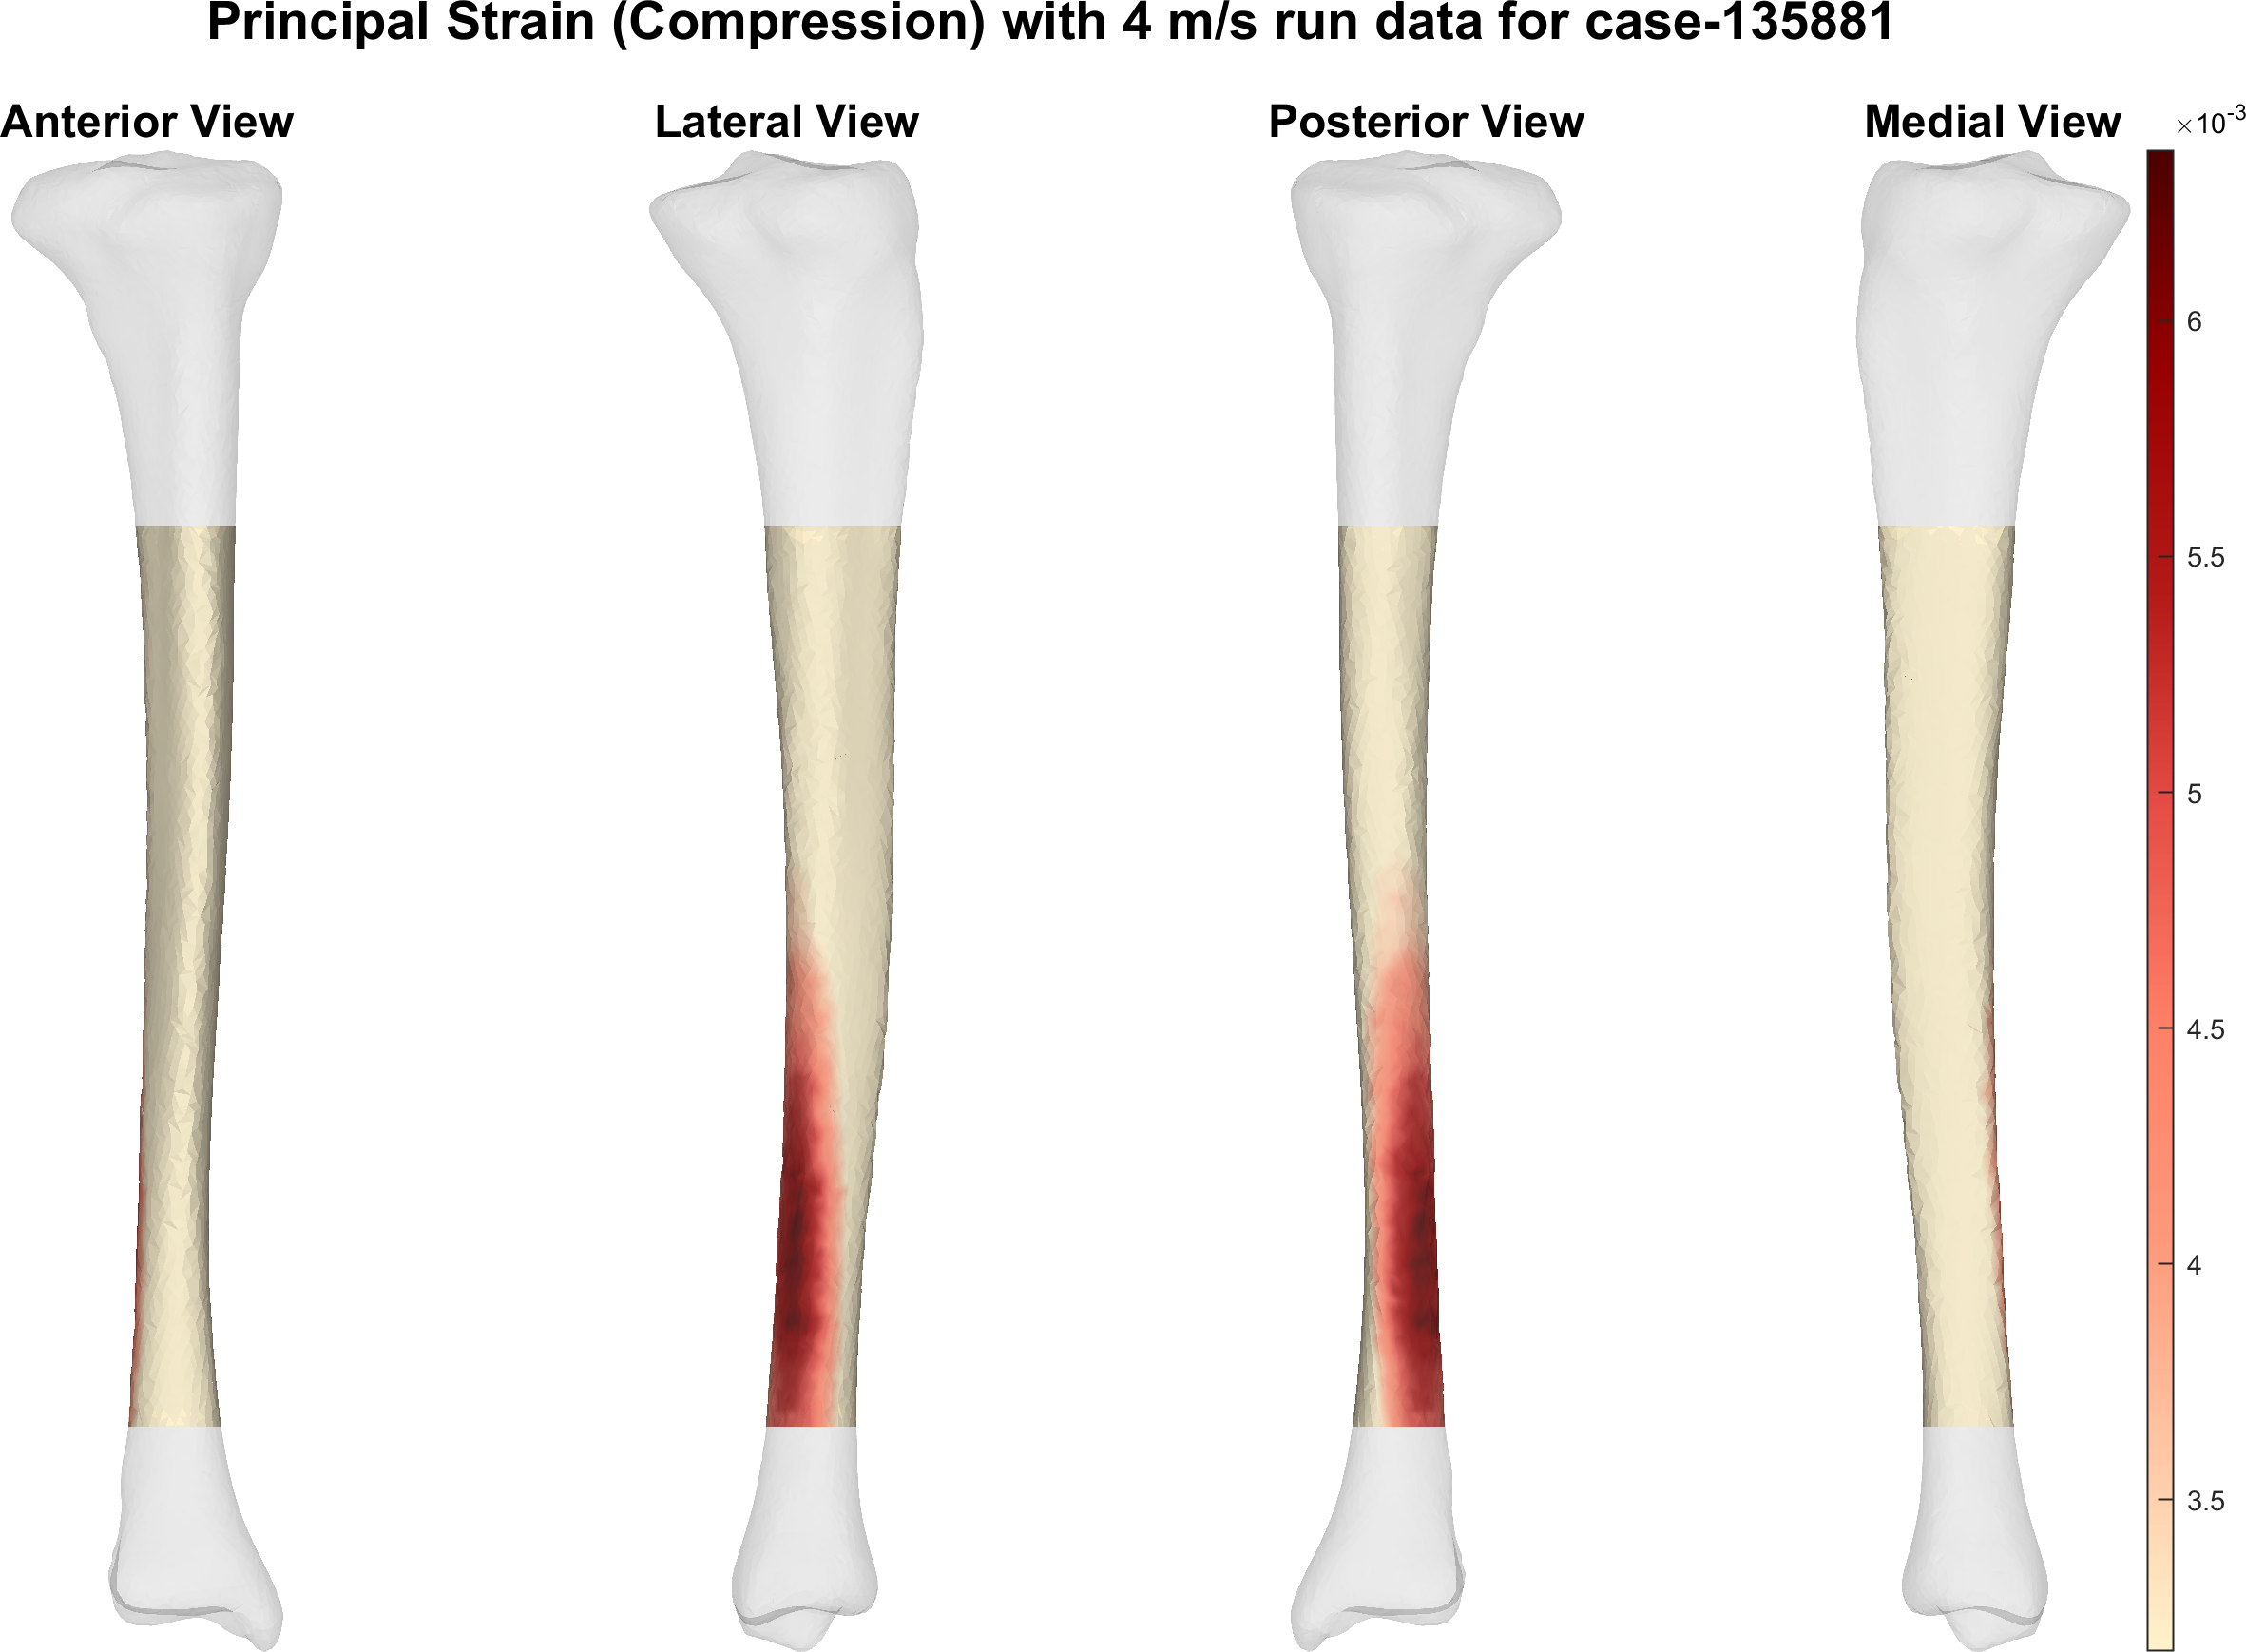 Principal Strain (Compression) with 4 m/s run data for case-135881
Anterior View
Lateral View
Posterior View
Medial View
×10-3
6
5.5
5
4.5
4
3.5